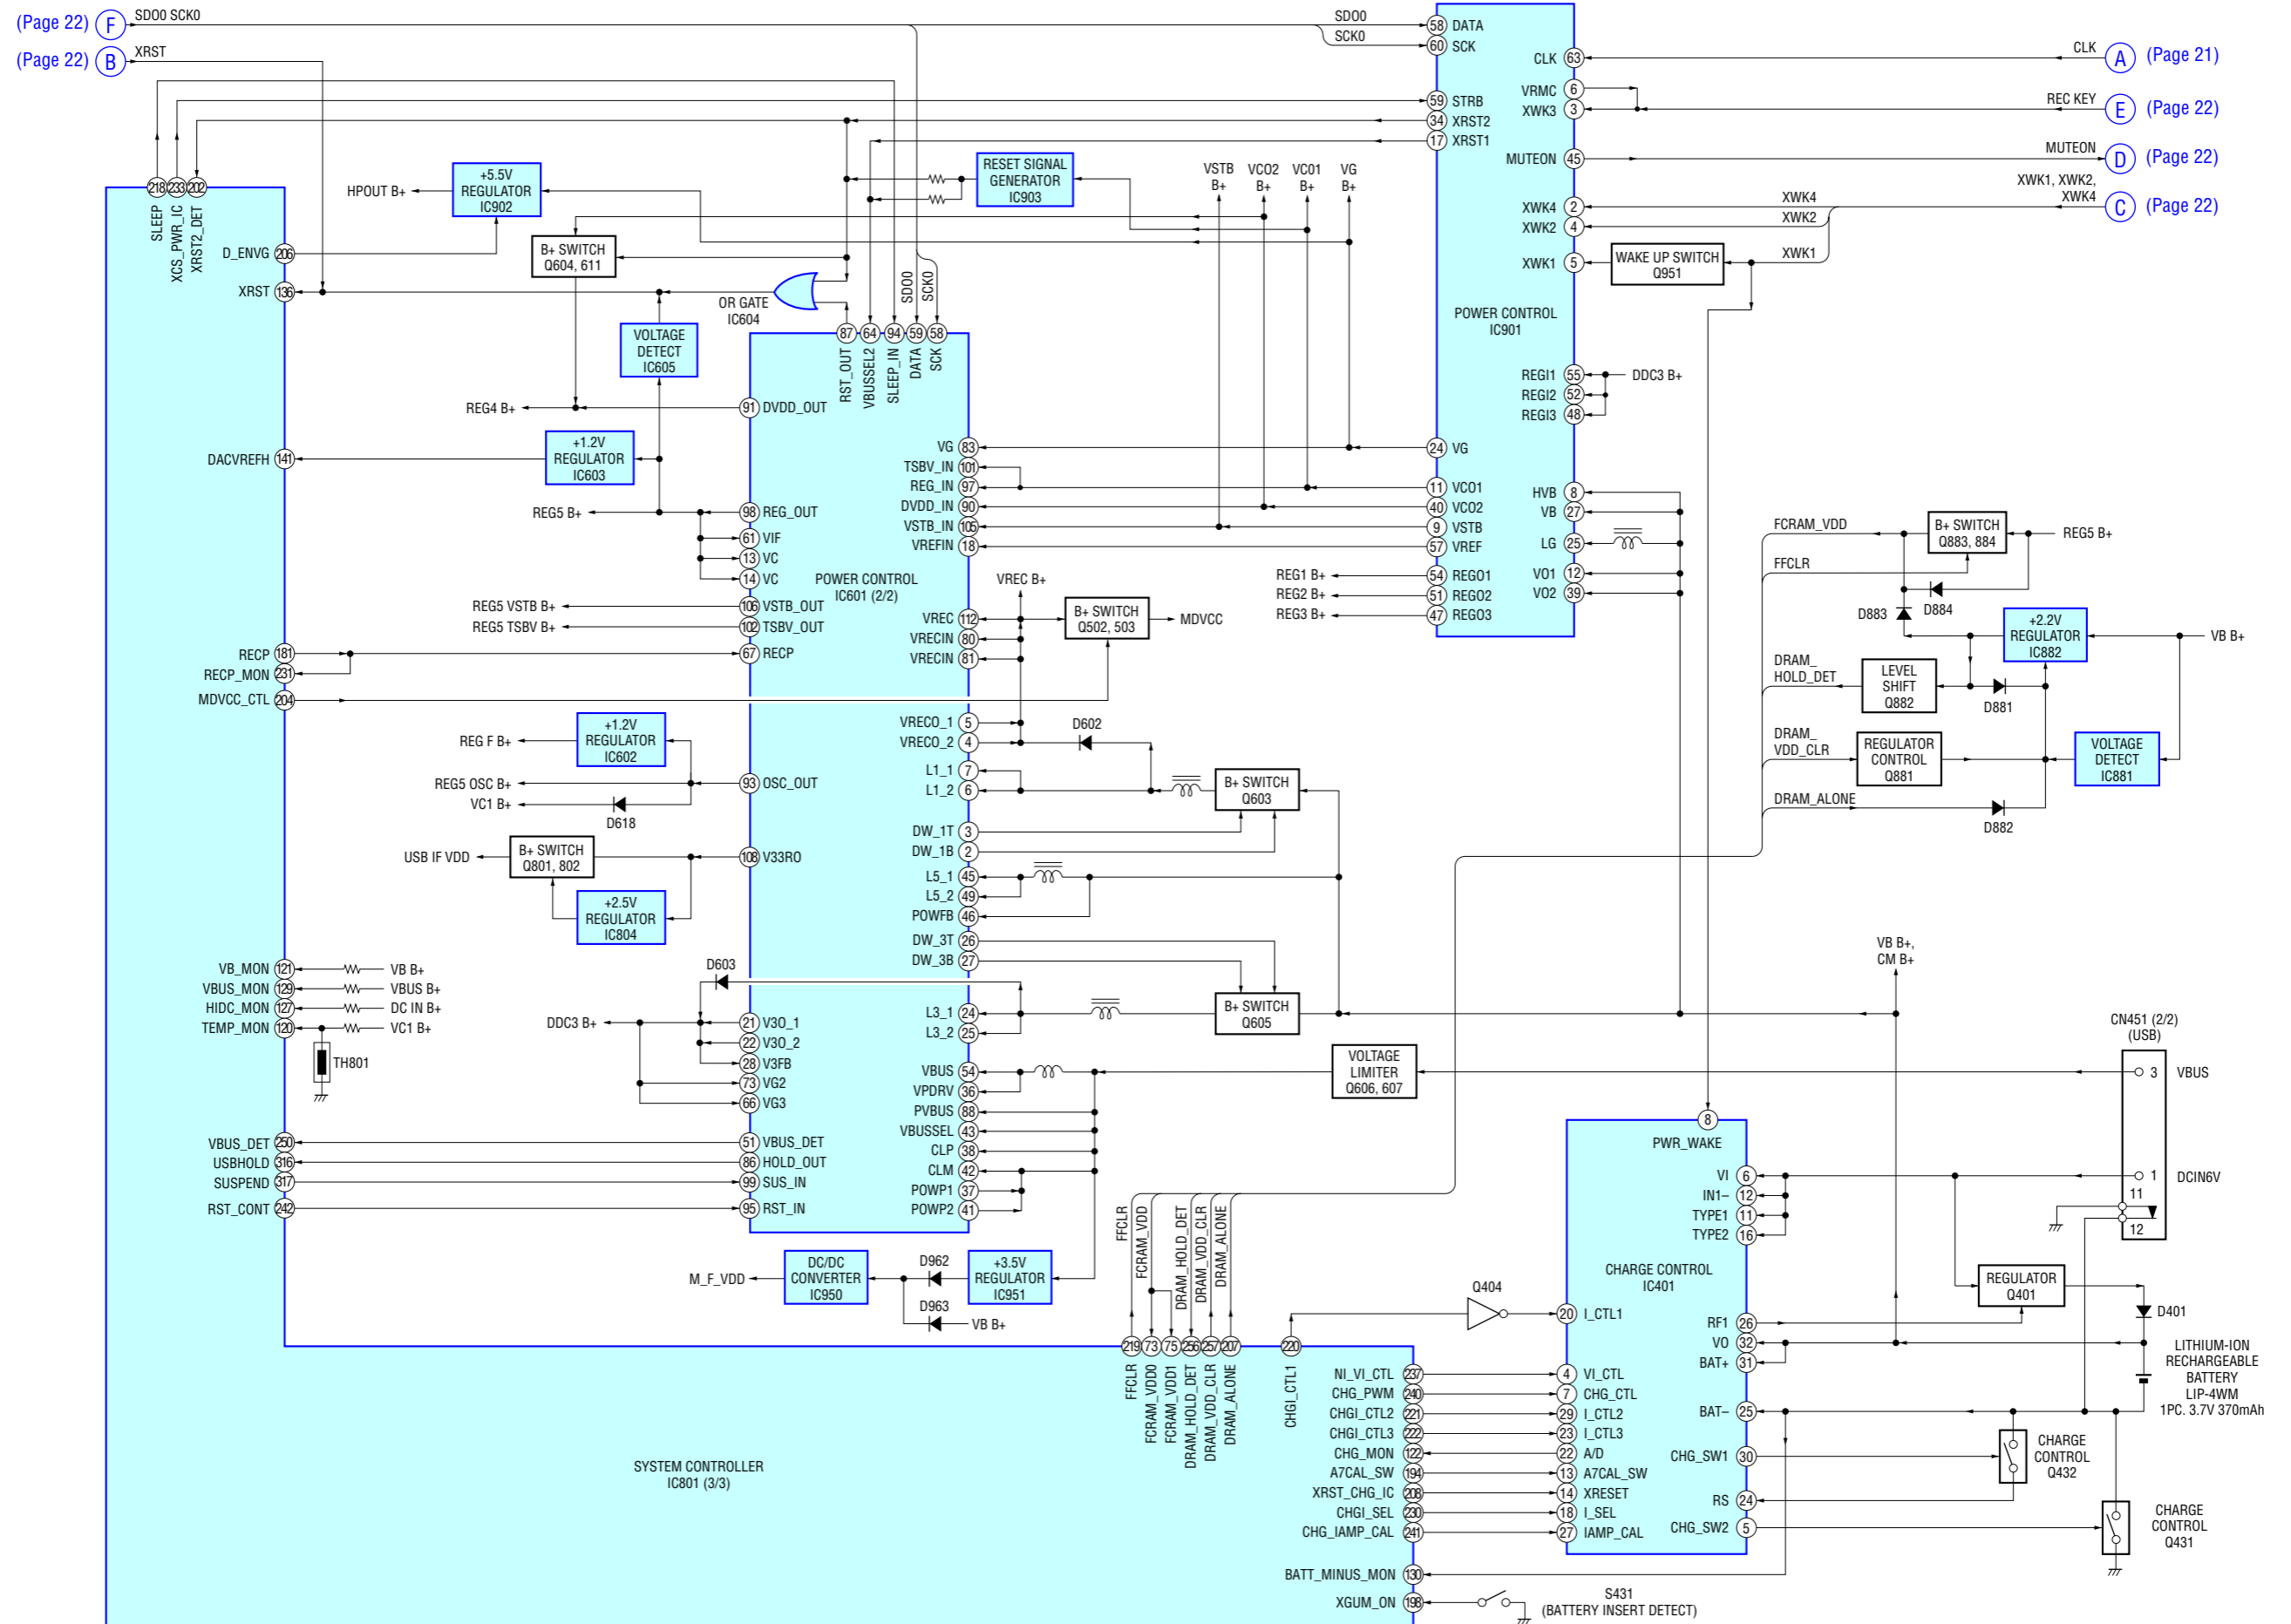 (Page 22) F SDO0 SCK0
(Page 22) B XRST
SDO0
SCK0
58 DATA
60 SCK
59 STRB
34 XRST2
17 XRST1
CLK 63
VRMC 6
XWK3 3
MUTEON 45
XWK4 2
XWK2 4
XWK1 5
CLK
A (Page 21)
REC KEY
E (Page 22)
MUTEON
D (Page 22)
XWK1, XWK2,
XWK4
C (Page 22)
XWK4
XWK2
XWK1
WAKE UP SWITCH
Q951
POWER CONTROL
IC901
REGI1 55
REGI2 52
REGI3 48
DDC3 B+
24 VG
11 VCO1
40 VCO2
9 VSTB
57 VREF
54 REGO1
51 REGO2
47 REGO3
REG1 B+
REG2 B+
REG3 B+
HVB 8
VB 27
LG 25
VO1 12
VO2 39
218 233 202
SLEEP
XCS_PWR_IC
XRST2_DET
HPOUT B+
+5.5V
REGULATOR
IC902
RESET SIGNAL
GENERATOR
IC903
VSTB
B+
VCO2
B+
VC01
B+
VG
B+
B+ SWITCH
Q604, 611
D_ENVG 206
XRST 136
OR GATE
IC604
SDO0
SCK0
VOLTAGE
DETECT
IC605
87 64 94 59 58
RST_OUT
VBUSSEL2
SLEEP_IN
DATA
SCK
REG4 B+
91 DVDD_OUT
DACVREFH 141
+1.2V
REGULATOR
IC603
REG5 B+
98 REG_OUT
61 VIF
13 VC
14 VC
POWER CONTROL
IC601 (2/2)
REG5 VSTB B+
106 VSTB_OUT
REG5 TSBV B+
102 TSBV_OUT
VG 83
TSBV_IN 101
REG_IN 97
DVDD_IN 90
VSTB_IN 105
VREFIN 18
VREC B+
VREC 112
VRECIN 80
VRECIN 81
B+ SWITCH
Q502, 503
MDVCC
RECP 181
RECP_MON 231
67 RECP
MDVCC_CTL 204
REG F B+
+1.2V
REGULATOR
IC602
REG5 OSC B+
93 OSC_OUT
VC1 B+
D618
USB IF VDD
B+ SWITCH
Q801, 802
108 V33RO
+2.5V
REGULATOR
IC804
VRECO_1 5
VRECO_2 4
D602
L1_1 7
L1_2 6
B+ SWITCH
Q603
DW_1T 3
DW_1B 2
L5_1 45
L5_2 49
POWFB 46
DW_3T 26
DW_3B 27
B+ SWITCH
Q605
L3_1 24
L3_2 25
VB_MON 121 VB B+
VBUS_MON 129 VBUS B+
HIDC_MON 127 DC IN B+
TEMP_MON 120 VC1 B+
TH801
D603
DDC3 B+
21 V3O_1
22 V3O_2
28 V3FB
73 VG2
66 VG3
VBUS 54
VPDRV 36
PVBUS 88
VBUSSEL 43
CLP 38
CLM 42
POWP1 37
POWP2 41
VBUS_DET 250
USBHOLD 316
SUSPEND 317
RST_CONT 242
51 VBUS_DET
86 HOLD_OUT
99 SUS_IN
95 RST_IN
M_F_VDD
DC/DC
CONVERTER
IC950
D962
D963
+3.5V
REGULATOR
IC951
VB B+
VOLTAGE
LIMITER
Q606, 607
FCRAM_VDD
B+ SWITCH
Q883, 884
REG5 B+
FFCLR
D883
D884
+2.2V
REGULATOR
IC882
VB B+
DRAM_
HOLD_DET
LEVEL
SHIFT
Q882
D881
DRAM_
VDD_CLR
REGULATOR
CONTROL
Q881
VOLTAGE
DETECT
IC881
DRAM_ALONE
D882
VB B+,
CM B+
CN451 (2/2)
(USB)
3 VBUS
1 DCIN6V
11
12
8
PWR_WAKE
VI 6
IN1– 12
TYPE1 11
TYPE2 16
CHARGE CONTROL
IC401
REGULATOR
Q401
D401
RF1 26
VO 32
BAT+ 31
BAT– 25
CHG_SW1 30
RS 24
CHG_SW2 5
LITHIUM-ION
RECHARGEABLE
BATTERY
LIP-4WM
1PC. 3.7V 370mAh
CHARGE
CONTROL
Q432
CHARGE
CONTROL
Q431
FFCLR
FCRAM_VDD
DRAM_HOLD_DET
DRAM_VDD_CLR
DRAM_ALONE
219 73 75 256 257 207 220
FFCLR
FCRAM_VDD0
FCRAM_VDD1
DRAM_HOLD_DET
DRAM_VDD_CLR
DRAM_ALONE
CHGI_CTL1
Q404
20 I_CTL1
NI_VI_CTL 237 4 VI_CTL
CHG_PWM 240 7 CHG_CTL
CHGI_CTL2 221 29 I_CTL2
CHGI_CTL3 222 23 I_CTL3
CHG_MON 122 22 A/D
A7CAL_SW 194 13 A7CAL_SW
XRST_CHG_IC 208 14 XRESET
CHGI_SEL 230 18 I_SEL
CHG_IAMP_CAL 241 27 IAMP_CAL
BATT_MINUS_MON 130
XGUM_ON 198
S431
(BATTERY INSERT DETECT)
SYSTEM CONTROLLER
IC801 (3/3)